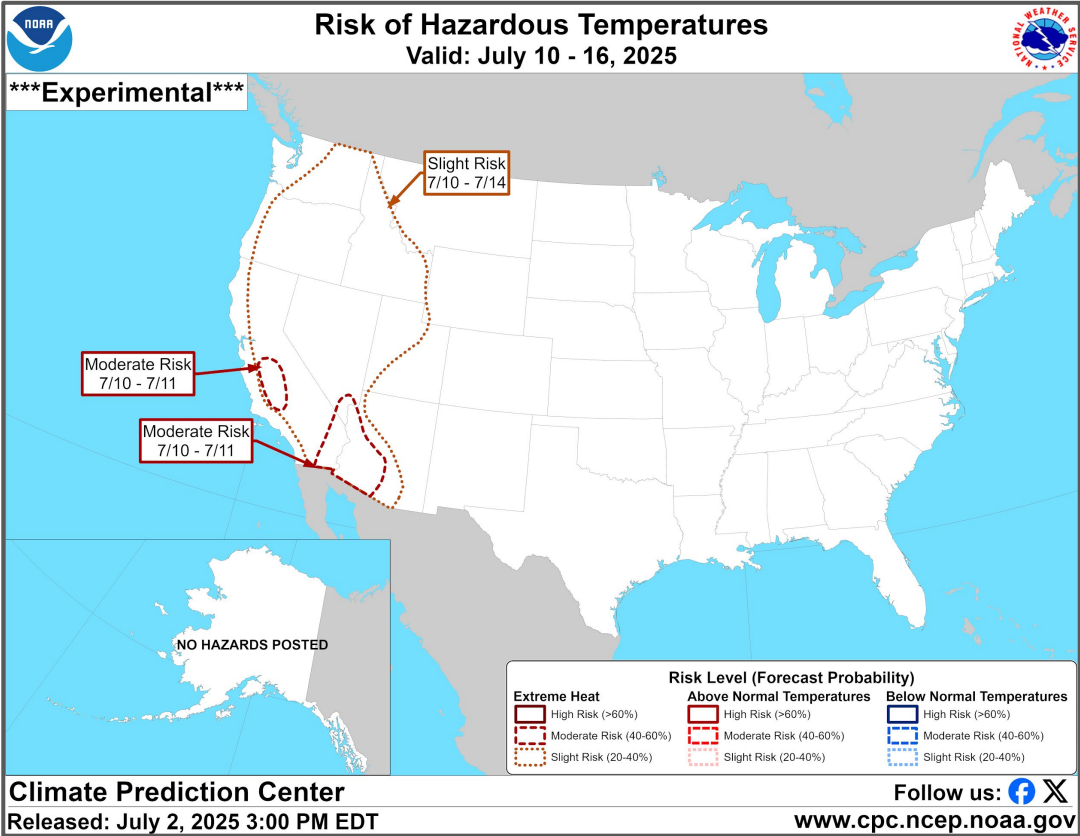 NOAA
Risk of Hazardous Temperatures
Valid: July 10 - 16, 2025
NATIONAL WEATHER SERVICE
***Experimental***
Slight Risk
7/10 - 7/14
Moderate Risk
7/10 - 7/11
Moderate Risk
7/10 - 7/11
NO HAZARDS POSTED
Risk Level (Forecast Probability)
Extreme Heat
High Risk (>60%)
Moderate Risk (40-60%)
Slight Risk (20-40%)
Above Normal Temperatures
High Risk (>60%)
Moderate Risk (40-60%)
Slight Risk (20-40%)
Below Normal Temperatures
High Risk (>60%)
Moderate Risk (40-60%)
Slight Risk (20-40%)
Climate Prediction Center
Follow us:
Released: July 2, 2025 3:00 PM EDT
www.cpc.ncep.noaa.gov